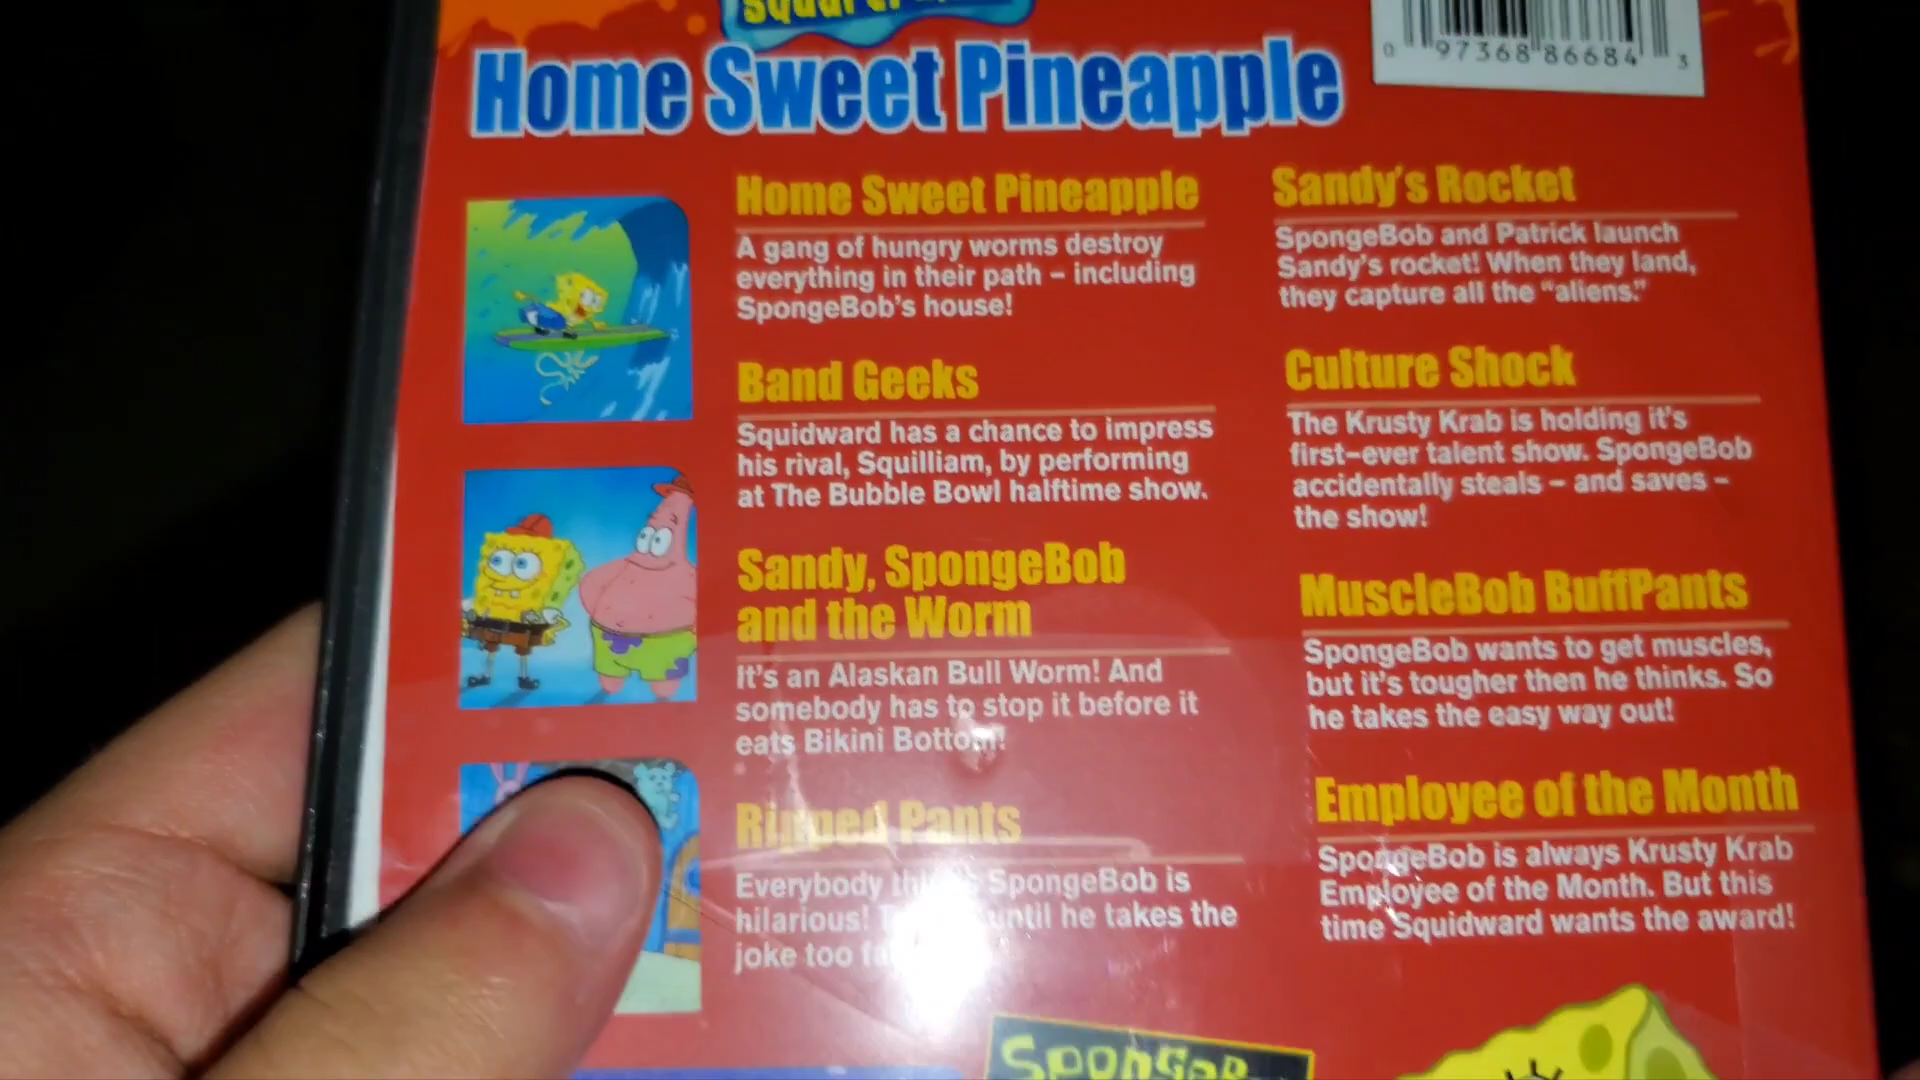 Home Sweet Pineapple
0 97368 86684 3
Home Sweet Pineapple
A gang of hungry worms destroy
everything in their path – including
SpongeBob's house!
Band Geeks
Squidward has a chance to impress
his rival, Squilliam, by performing
at The Bubble Bowl halftime show.
Sandy, SpongeBob
and the Worm
It's an Alaskan Bull Worm! And
somebody has to stop it before it
eats Bikini Bottom!
Ripped Pants
Everybody SpongeBob is
hilarious! until he takes the
joke too
Sandy's Rocket
SpongeBob and Patrick launch
Sandy's rocket! When they land,
they capture all the "aliens."
Culture Shock
The Krusty Krab is holding it's
first-ever talent show. SpongeBob
accidentally steals – and saves –
the show!
MuscleBob BuffPants
SpongeBob wants to get muscles,
but it's tougher then he thinks. So
he takes the easy way out!
Employee of the Month
SpongeBob is always Krusty Krab
Employee of the Month. But this
time Squidward wants the award!